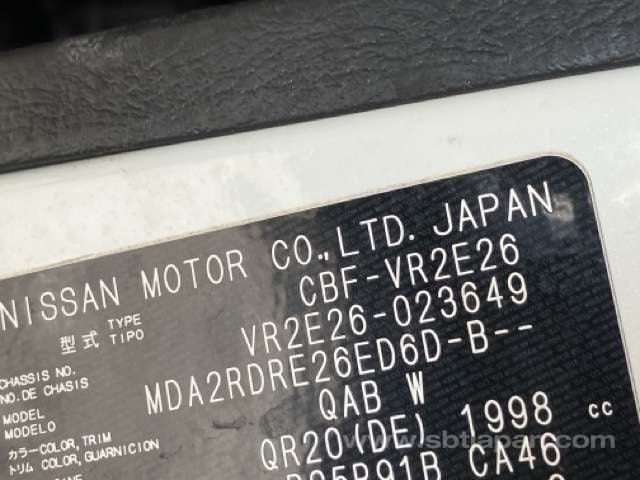 NISSAN MOTOR CO.,LTD. JAPAN
型式 TYPE TIPO CBF-VR2E26
CHASSIS NO. NO. DE CHASIS VR2E26-023649
MODEL MODELO MDA2RDRE26ED6D-B--
カラー COLOR, TRIM トリム COLOR, GUARNICION QAB W
QR20(DE) 1998 cc
CA46
www.sbtjapan.com